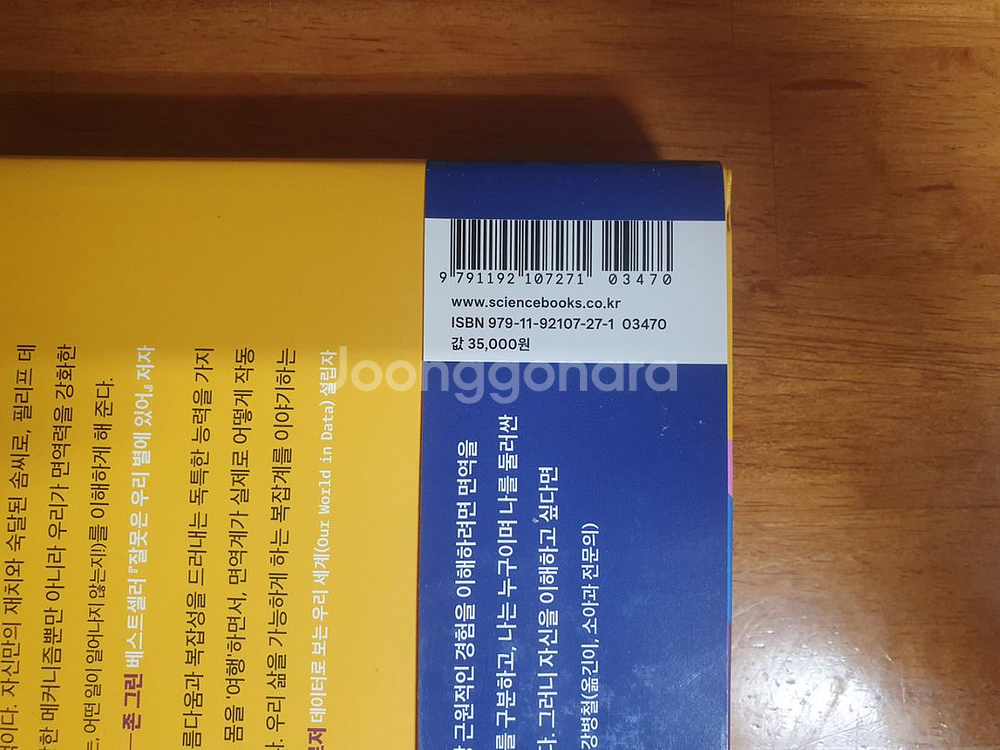 9 791192 107271 03470
www.sciencebooks.co.kr
ISBN 979-11-92107-27-1 03470
값 35,000원
Joonggonara
이다. 자신만의 재치와 숙달된 솜씨로, 필리프 데
한 메커니즘뿐만 아니라 우리가 면역력을 강화한
어떤 일이 일어나지 않는지!)를 이해하게 해 준다.
—존 그린 베스트셀러 『잘못은 우리 별에 있어』 저자
름다움과 복잡성을 드러내는 독특한 능력을 가지
몸을 '여행'하면서, 면역계가 실제로 어떻게 작동
. 우리 삶을 가능하게 하는 복잡계를 이야기하는
로저 데이터로 보는 우리 세계(Our World in Data) 설립자
근원적인 경험을 이해하려면 면역을
를 구분하고, 나는 누구이며 나를 둘러싼
다. 그러니 자신을 이해하고 싶다면
강병철(옮긴이, 소아과 전문의)